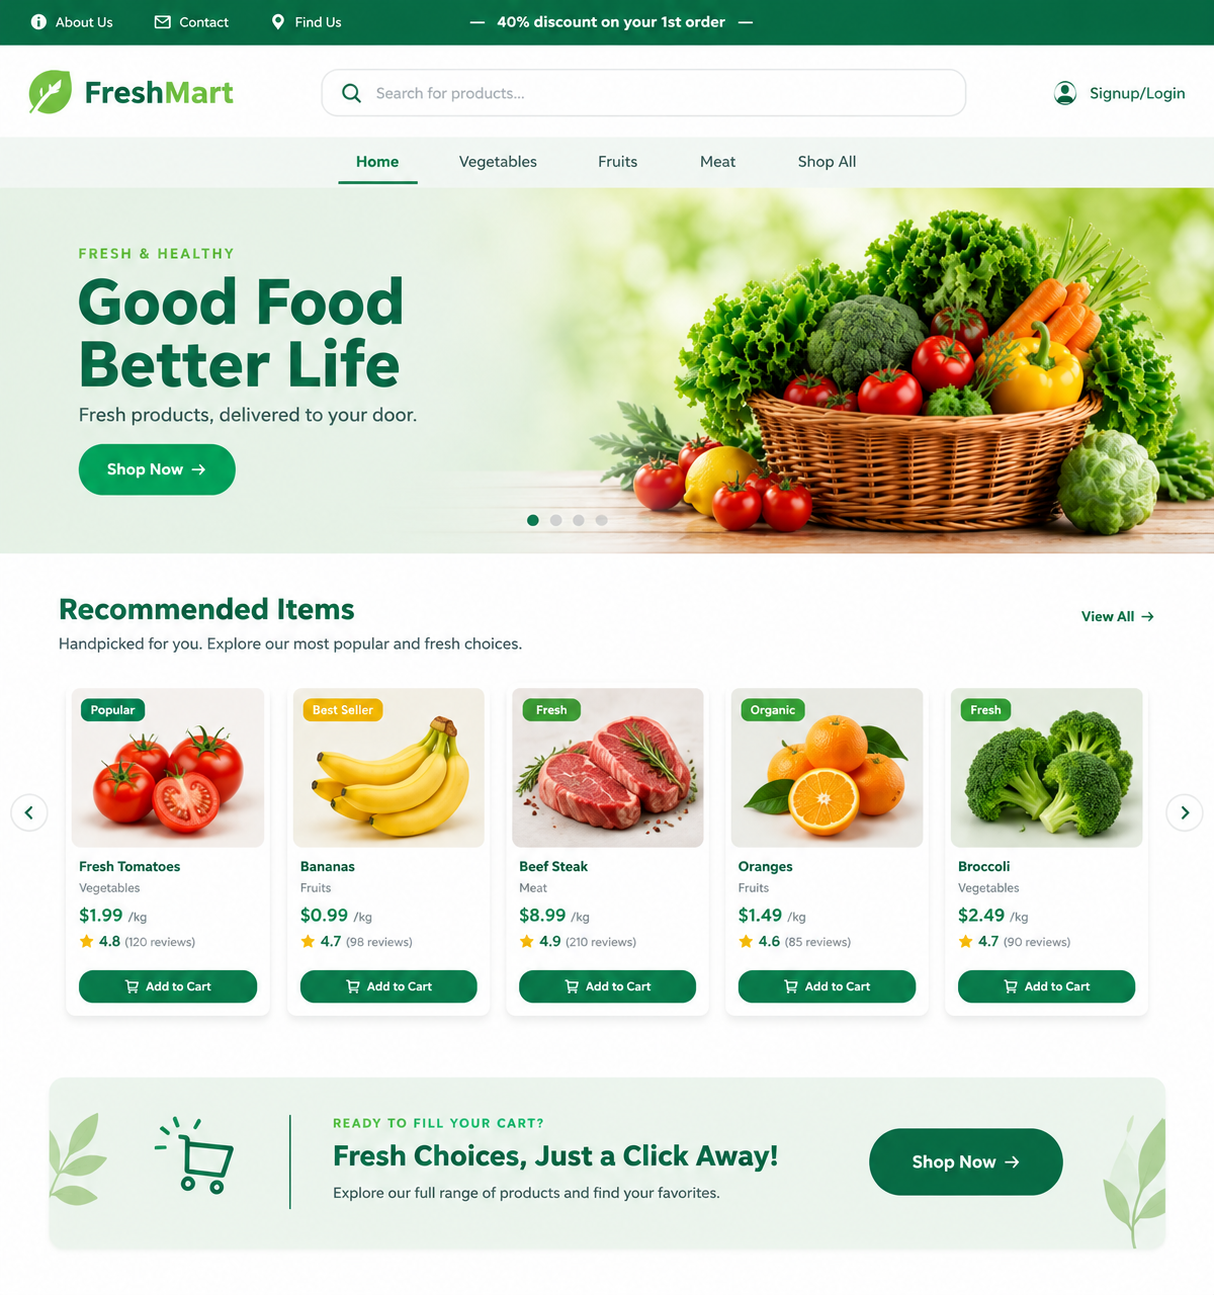 About Us
Contact
Find Us
— 40% discount on your 1st order —
FreshMart
Search for products...
Signup/Login
Home
Vegetables
Fruits
Meat
Shop All
FRESH & HEALTHY
Good Food
Better Life
Fresh products, delivered to your door.
Shop Now →
Recommended Items
View All →
Handpicked for you. Explore our most popular and fresh choices.
Popular
Fresh Tomatoes
Vegetables
$1.99 /kg
4.8 (120 reviews)
Add to Cart
Best Seller
Bananas
Fruits
$0.99 /kg
4.7 (98 reviews)
Add to Cart
Fresh
Beef Steak
Meat
$8.99 /kg
4.9 (210 reviews)
Add to Cart
Organic
Oranges
Fruits
$1.49 /kg
4.6 (85 reviews)
Add to Cart
Fresh
Broccoli
Vegetables
$2.49 /kg
4.7 (90 reviews)
Add to Cart
READY TO FILL YOUR CART?
Fresh Choices, Just a Click Away!
Explore our full range of products and find your favorites.
Shop Now →